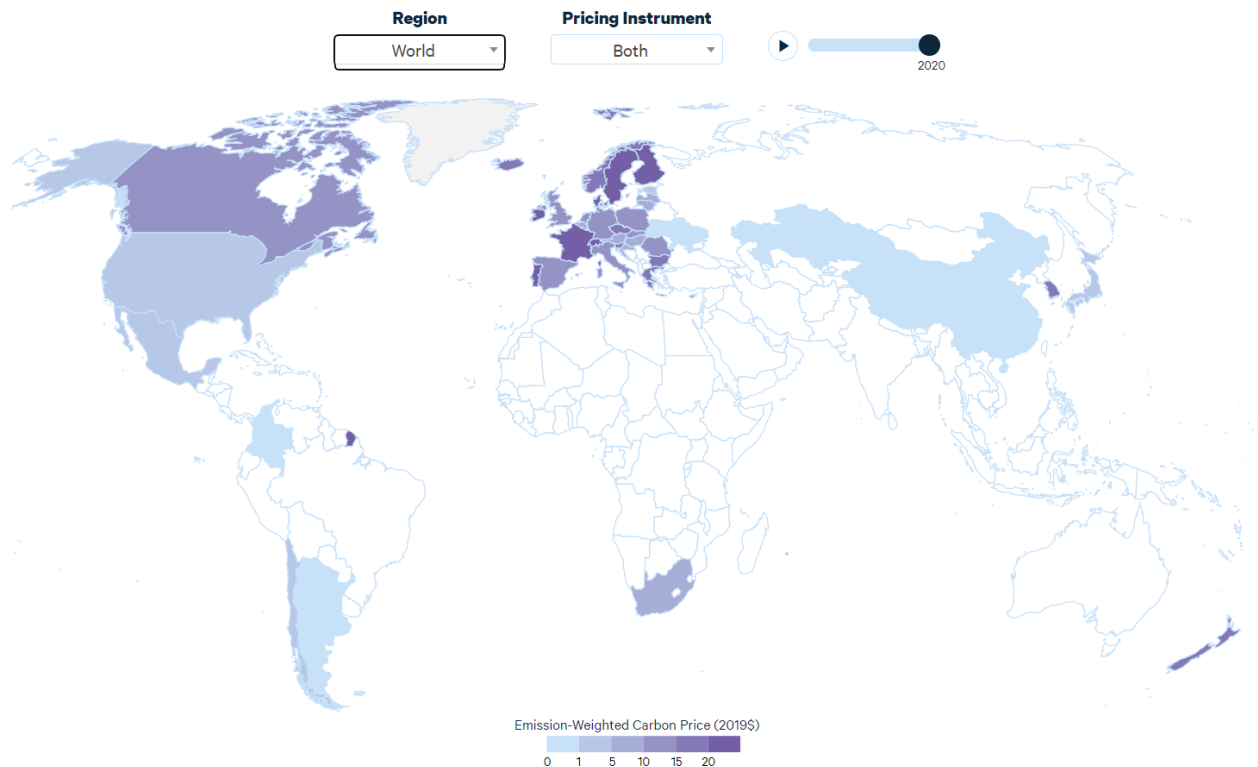 Region
Pricing Instrument
World
Both
2020
Emission-Weighted Carbon Price (2019$)
0 1 5 10 15 20